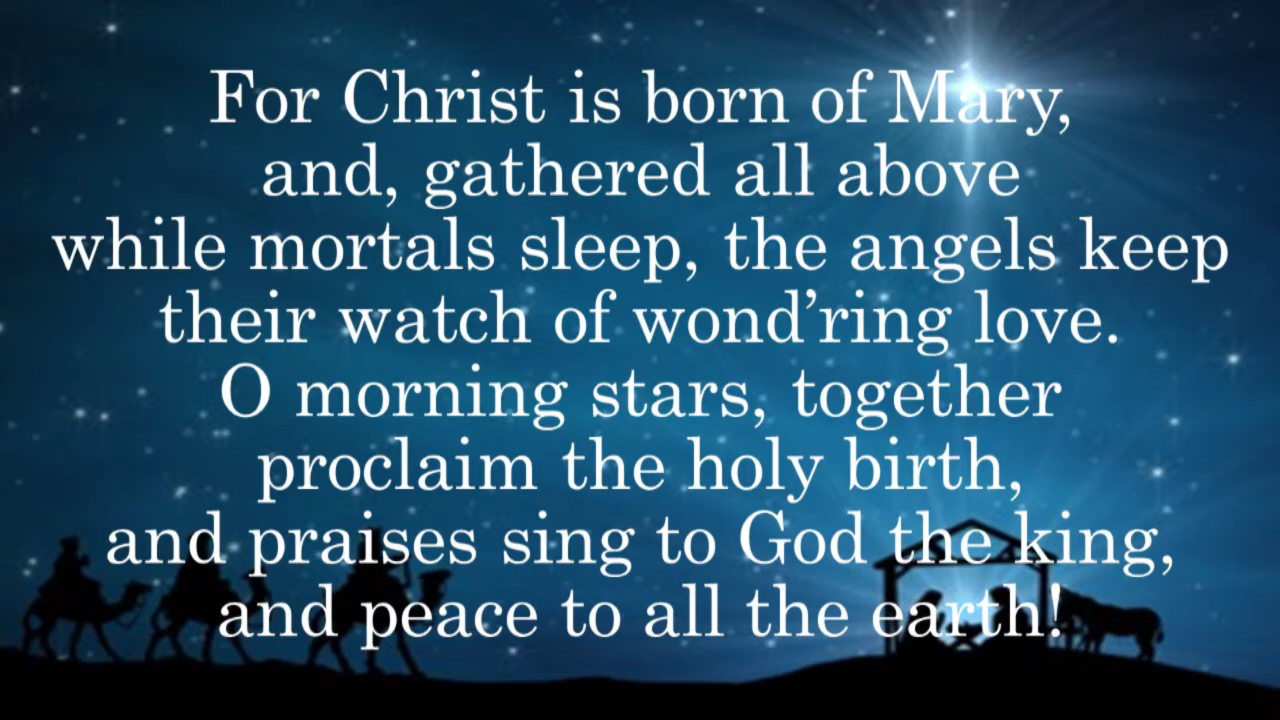 For Christ is born of Mary,
and, gathered all above
while mortals sleep, the angels keep
their watch of wond’ring love.
O morning stars, together
proclaim the holy birth,
and praises sing to God the king,
and peace to all the earth!